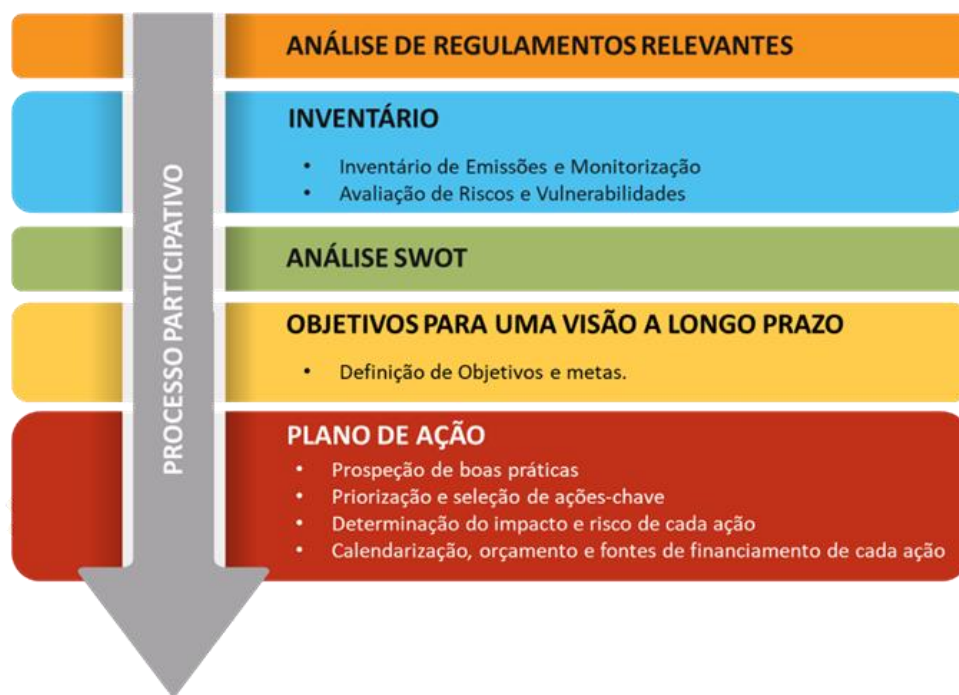 PROCESSO PARTICIPATIVO
ANÁLISE DE REGULAMENTOS RELEVANTES
INVENTÁRIO
• Inventário de Emissões e Monitorização
• Avaliação de Riscos e Vulnerabilidades
ANÁLISE SWOT
OBJETIVOS PARA UMA VISÃO A LONGO PRAZO
• Definição de Objetivos e metas.
PLANO DE AÇÃO
• Prospeção de boas práticas
• Priorização e seleção de ações-chave
• Determinação do impacto e risco de cada ação
• Calendarização, orçamento e fontes de financiamento de cada ação